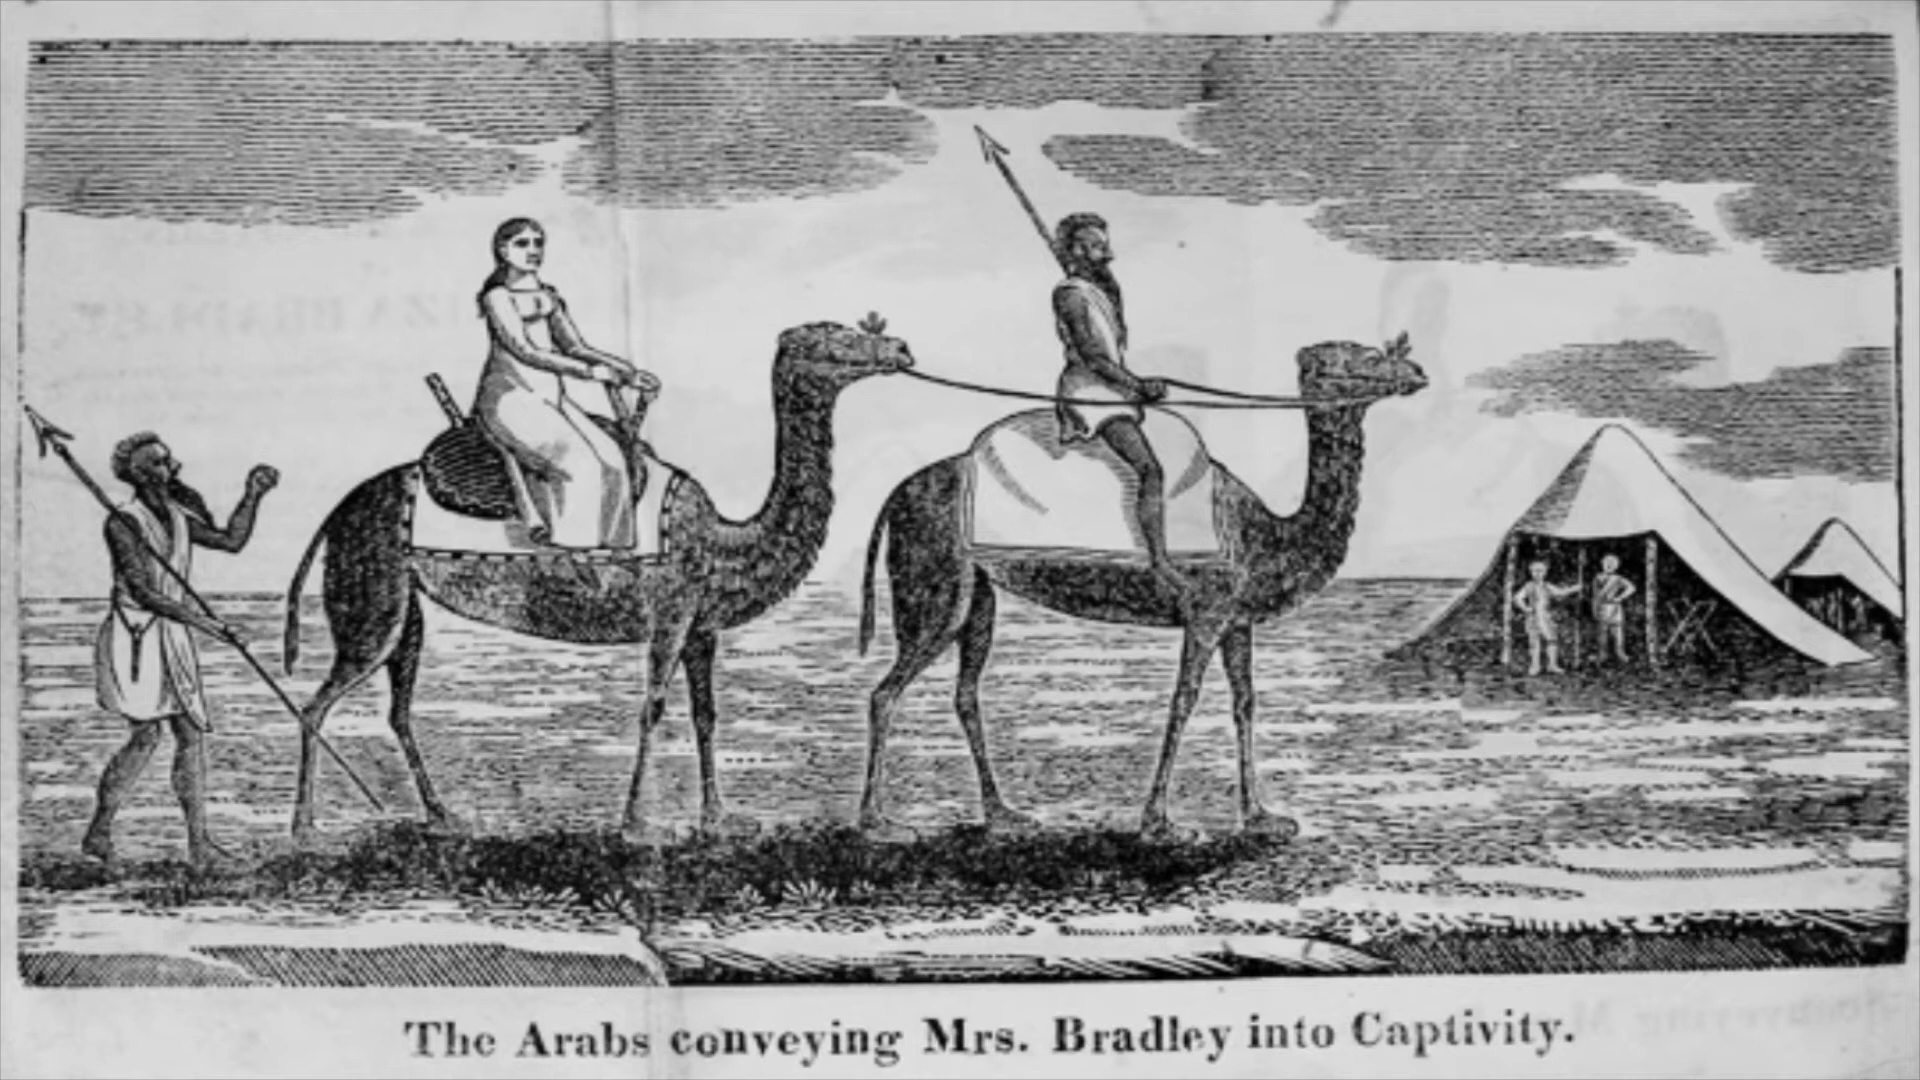 The Arabs conveying Mrs. Bradley into Captivity.